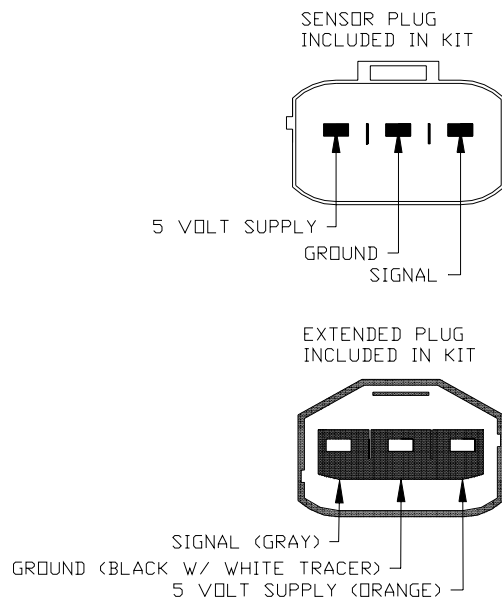 SENSOR PLUG
INCLUDED IN KIT
5 VOLT SUPPLY
GROUND
SIGNAL
EXTENDED PLUG
INCLUDED IN KIT
SIGNAL (GRAY)
GROUND (BLACK W/ WHITE TRACER)
5 VOLT SUPPLY (ORANGE)